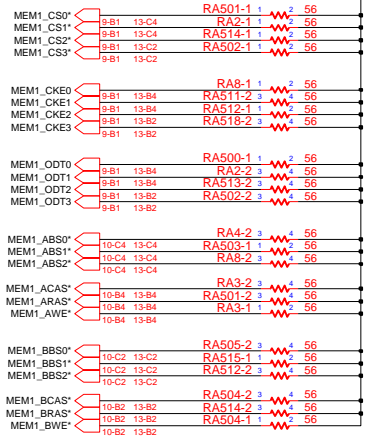 MEM1_CS0* RA501-1 1 2 56
9-B1 13-C4
MEM1_CS1* RA2-1 1 2 56
9-B1 13-C4
MEM1_CS2* RA514-1 1 2 56
9-B1 13-C2
MEM1_CS3* RA502-1 1 2 56
9-B1 13-C2
MEM1_CKE0 RA8-1 1 2 56
9-B1 13-B4
MEM1_CKE1 RA511-2 3 4 56
9-B1 13-B4
MEM1_CKE2 RA512-1 1 2 56
9-B1 13-B2
MEM1_CKE3 RA518-2 3 4 56
9-B1 13-B2
MEM1_ODT0 RA500-1 1 2 56
9-B1 13-B4
MEM1_ODT1 RA2-2 3 4 56
9-B1 13-B4
MEM1_ODT2 RA513-2 3 4 56
9-B1 13-B2
MEM1_ODT3 RA502-2 3 4 56
9-B1 13-B2
MEM1_ABS0* RA4-2 3 4 56
10-C4 13-C4
MEM1_ABS1* RA503-1 1 2 56
10-C4 13-C4
MEM1_ABS2* RA8-2 3 4 56
10-C4 13-C4
MEM1_ACAS* RA3-2 3 4 56
10-B4 13-B4
MEM1_ARAS* RA501-2 3 4 56
10-B4 13-B4
MEM1_AWE* RA3-1 1 2 56
10-B4 13-B4
MEM1_BBS0* RA505-2 3 4 56
10-C2 13-C2
MEM1_BBS1* RA515-1 1 2 56
10-C2 13-C2
MEM1_BBS2* RA512-2 3 4 56
10-C2 13-C2
MEM1_BCAS* RA504-2 3 4 56
10-B2 13-B2
MEM1_BRAS* RA514-2 3 4 56
10-B2 13-B2
MEM1_BWE* RA504-1 1 2 56
10-B2 13-B2